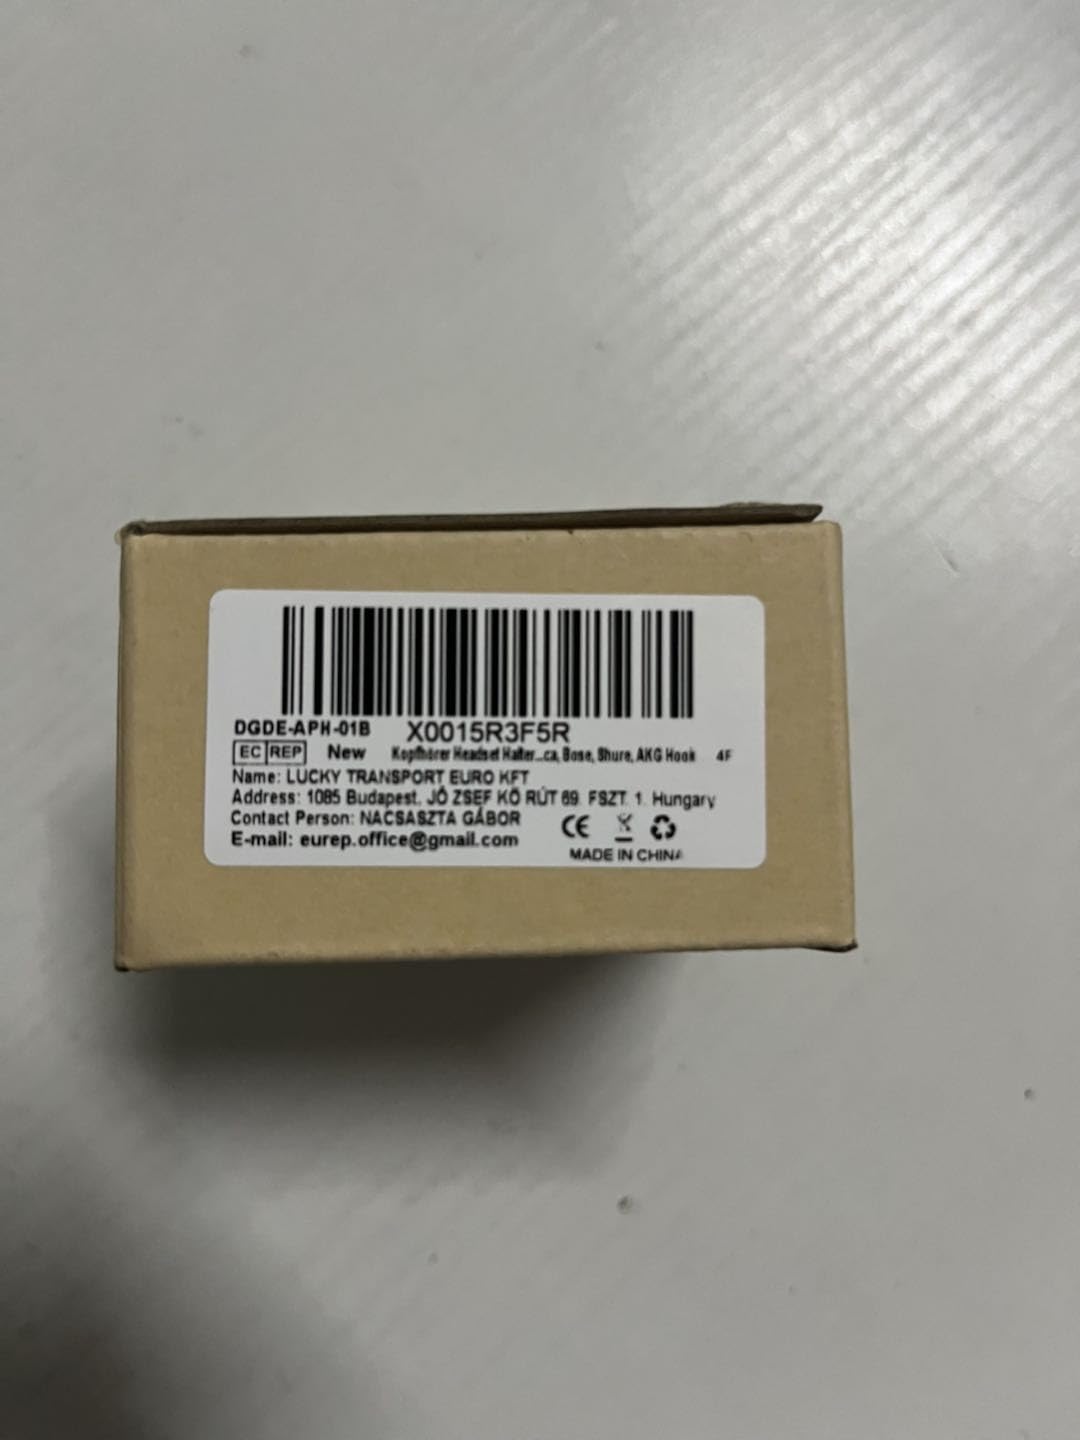 DGDE-APH-01B X0015R3F5R
EC REP New Kopfhörer Headset Halter...ca, Bose, Shure, AKG Hook 4F
Name: LUCKY TRANSPORT EURO KFT
Address: 1085 Budapest, JÓ ZSEF KŐ RÚT 69. FSZT. 1. Hungary
Contact Person: NACSASZTA GÁBOR
E-mail: eurep.office@gmail.com
CE
MADE IN CHINA